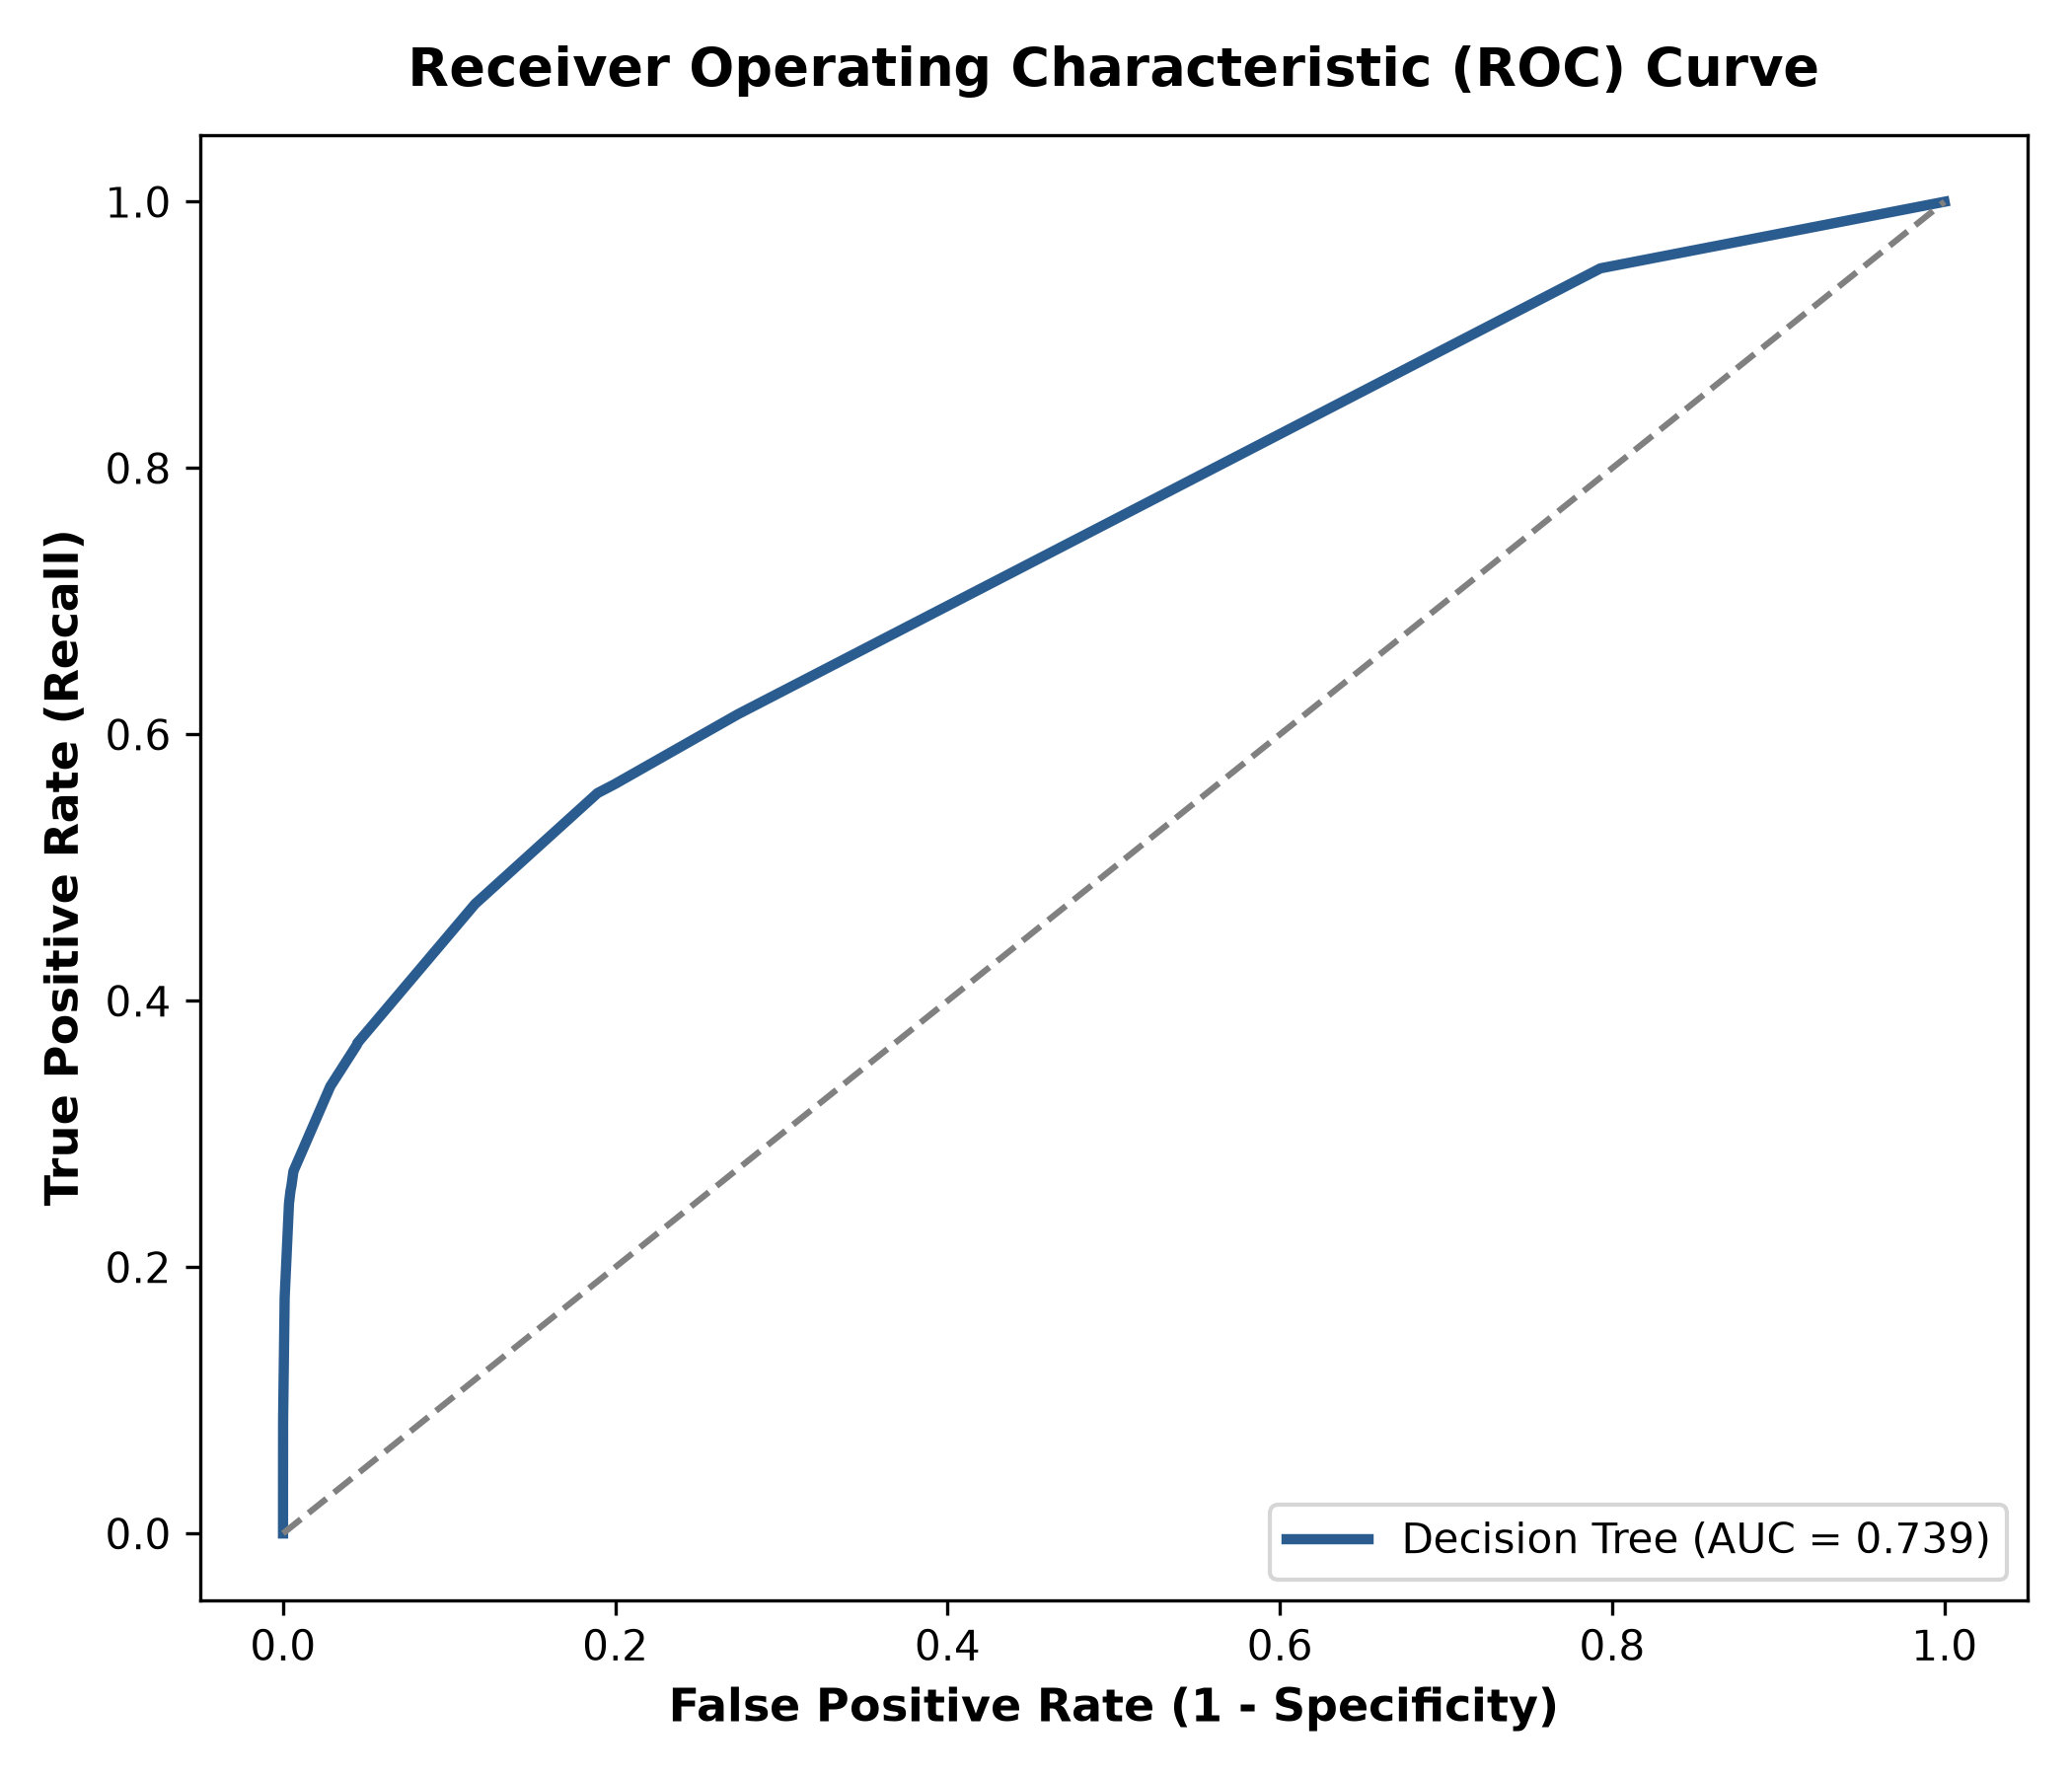 Receiver Operating Characteristic (ROC) Curve
1.0
0.8
0.6
0.4
0.2
0.0
True Positive Rate (Recall)
Decision Tree (AUC = 0.739)
0.0 0.2 0.4 0.6 0.8 1.0
False Positive Rate (1 - Specificity)